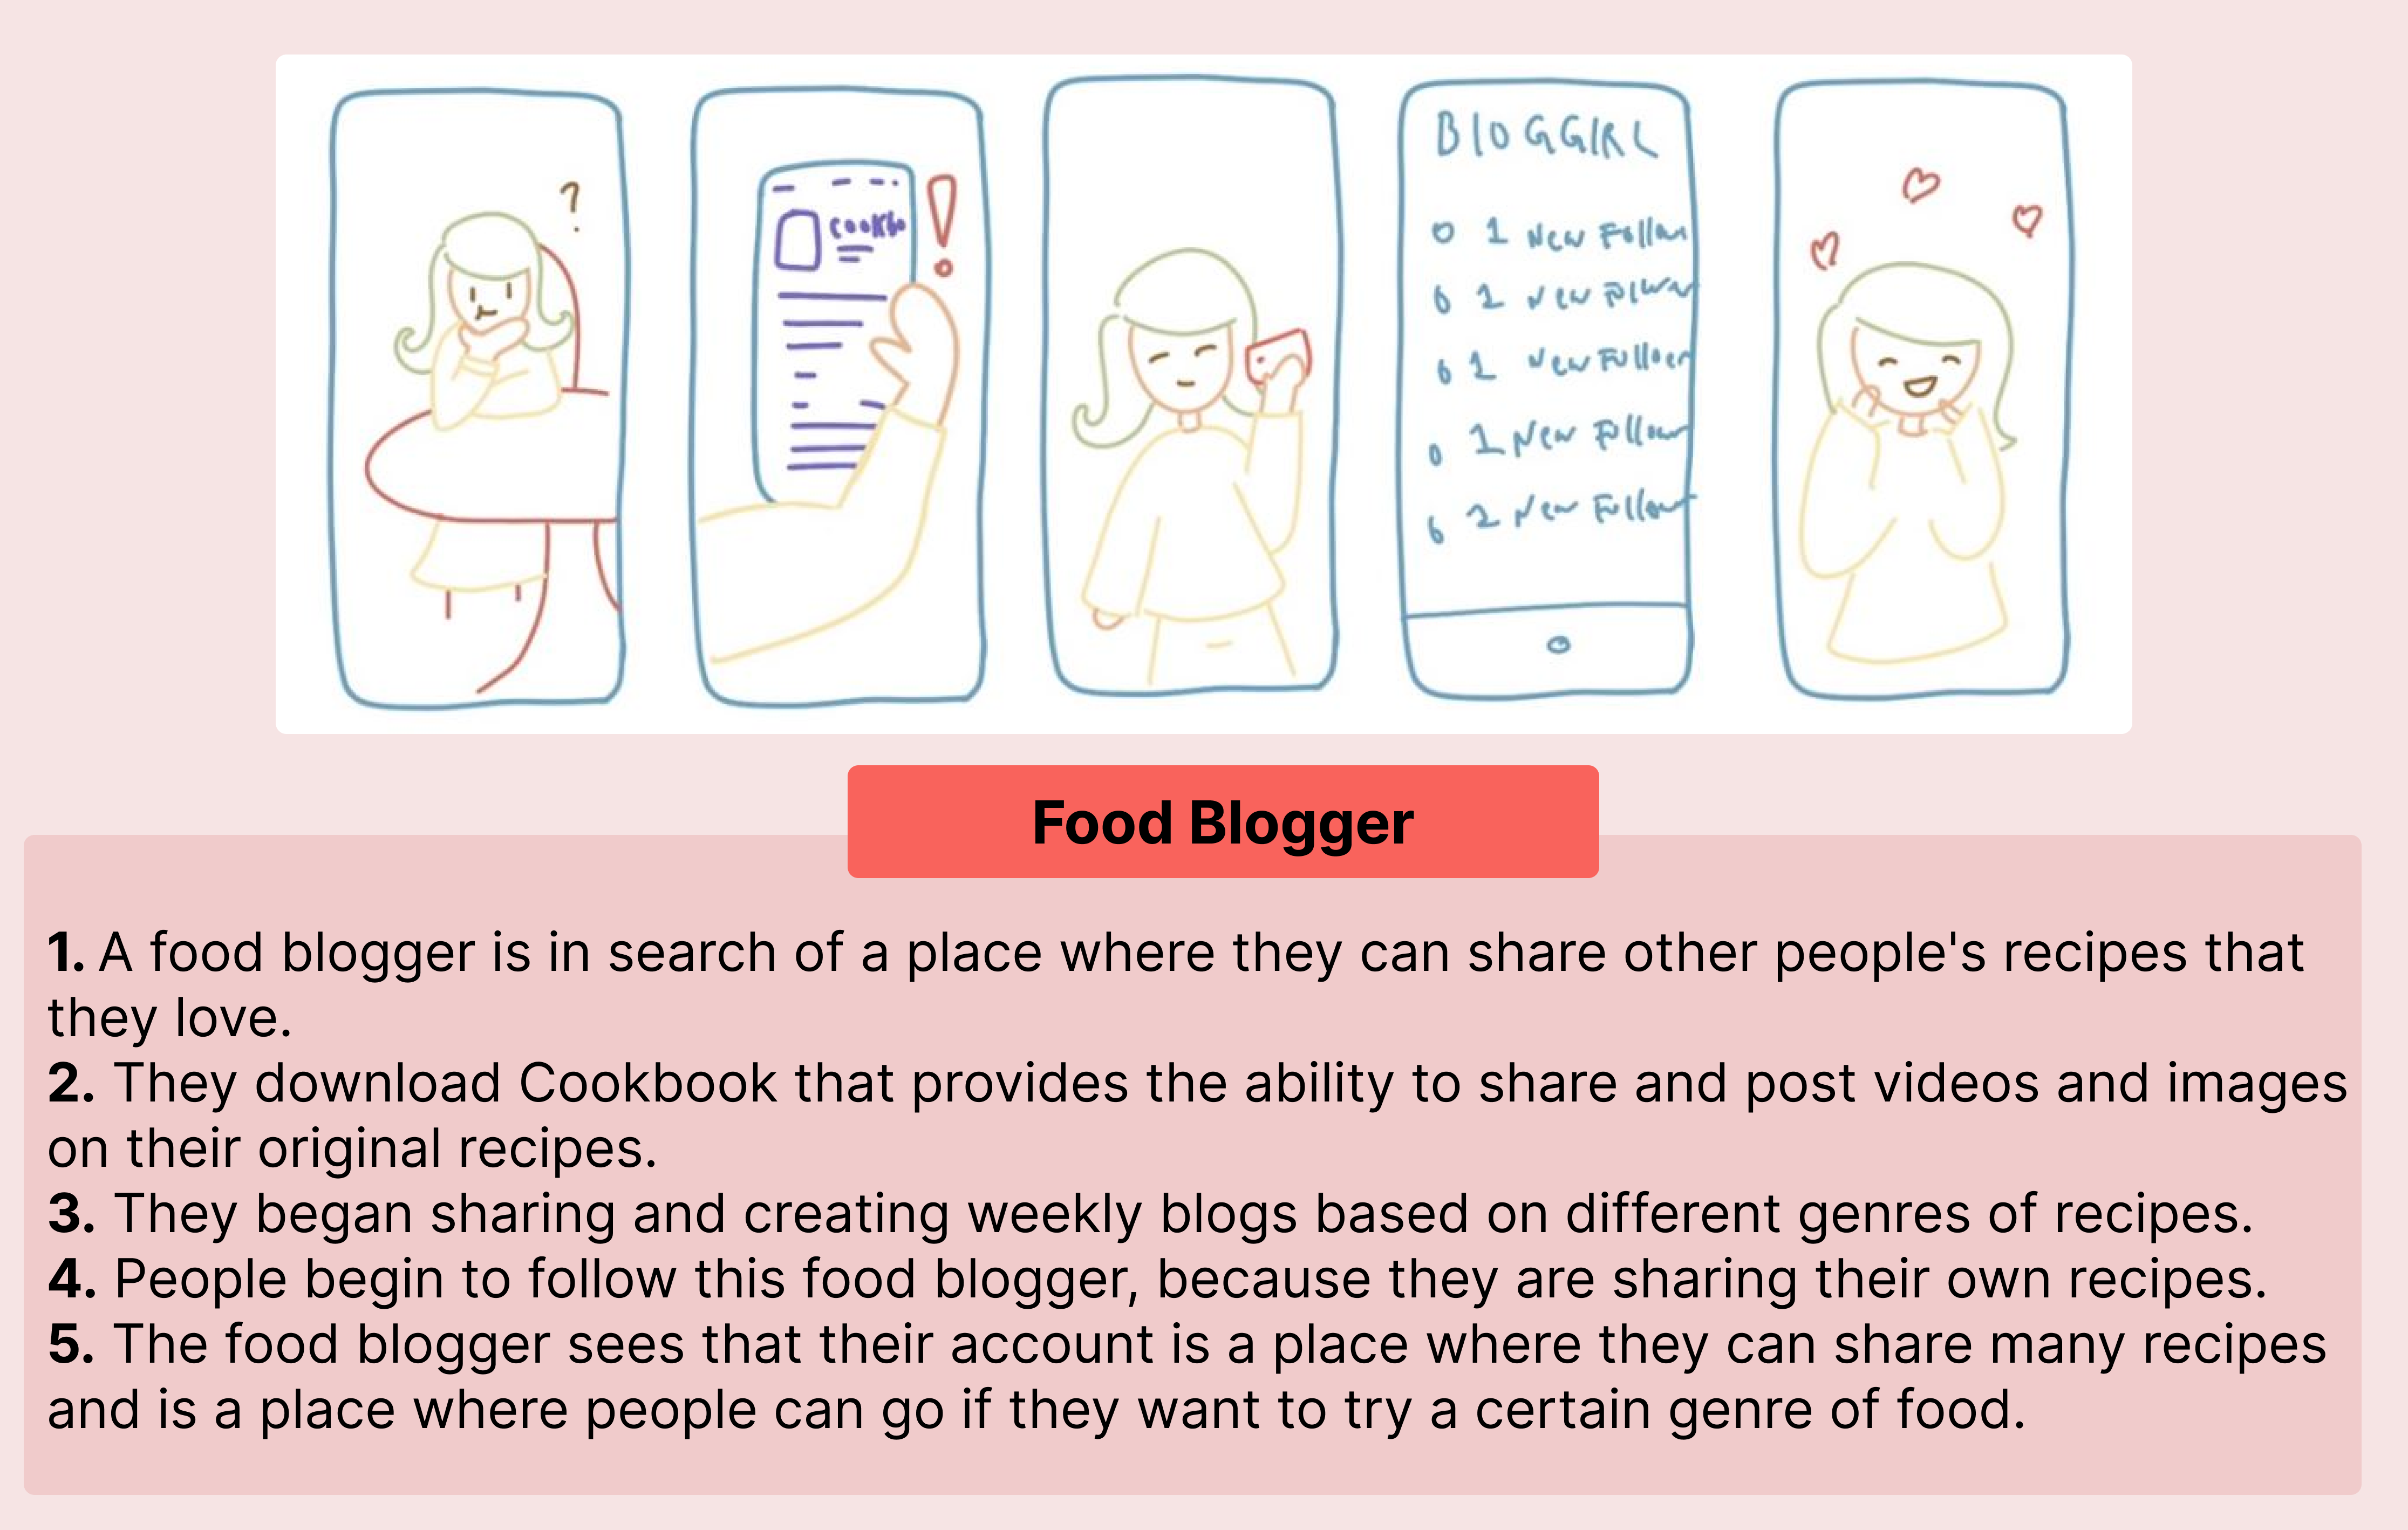 ?
!
cookbo
BlOGGIRL
1 New Follow
1 New
1 New Follower
1 New Follow
1 New Follow
Food Blogger
1. A food blogger is in search of a place where they can share other people's recipes that
they love.
2. They download Cookbook that provides the ability to share and post videos and images
on their original recipes.
3. They began sharing and creating weekly blogs based on different genres of recipes.
4. People begin to follow this food blogger, because they are sharing their own recipes.
5. The food blogger sees that their account is a place where they can share many recipes
and is a place where people can go if they want to try a certain genre of food.